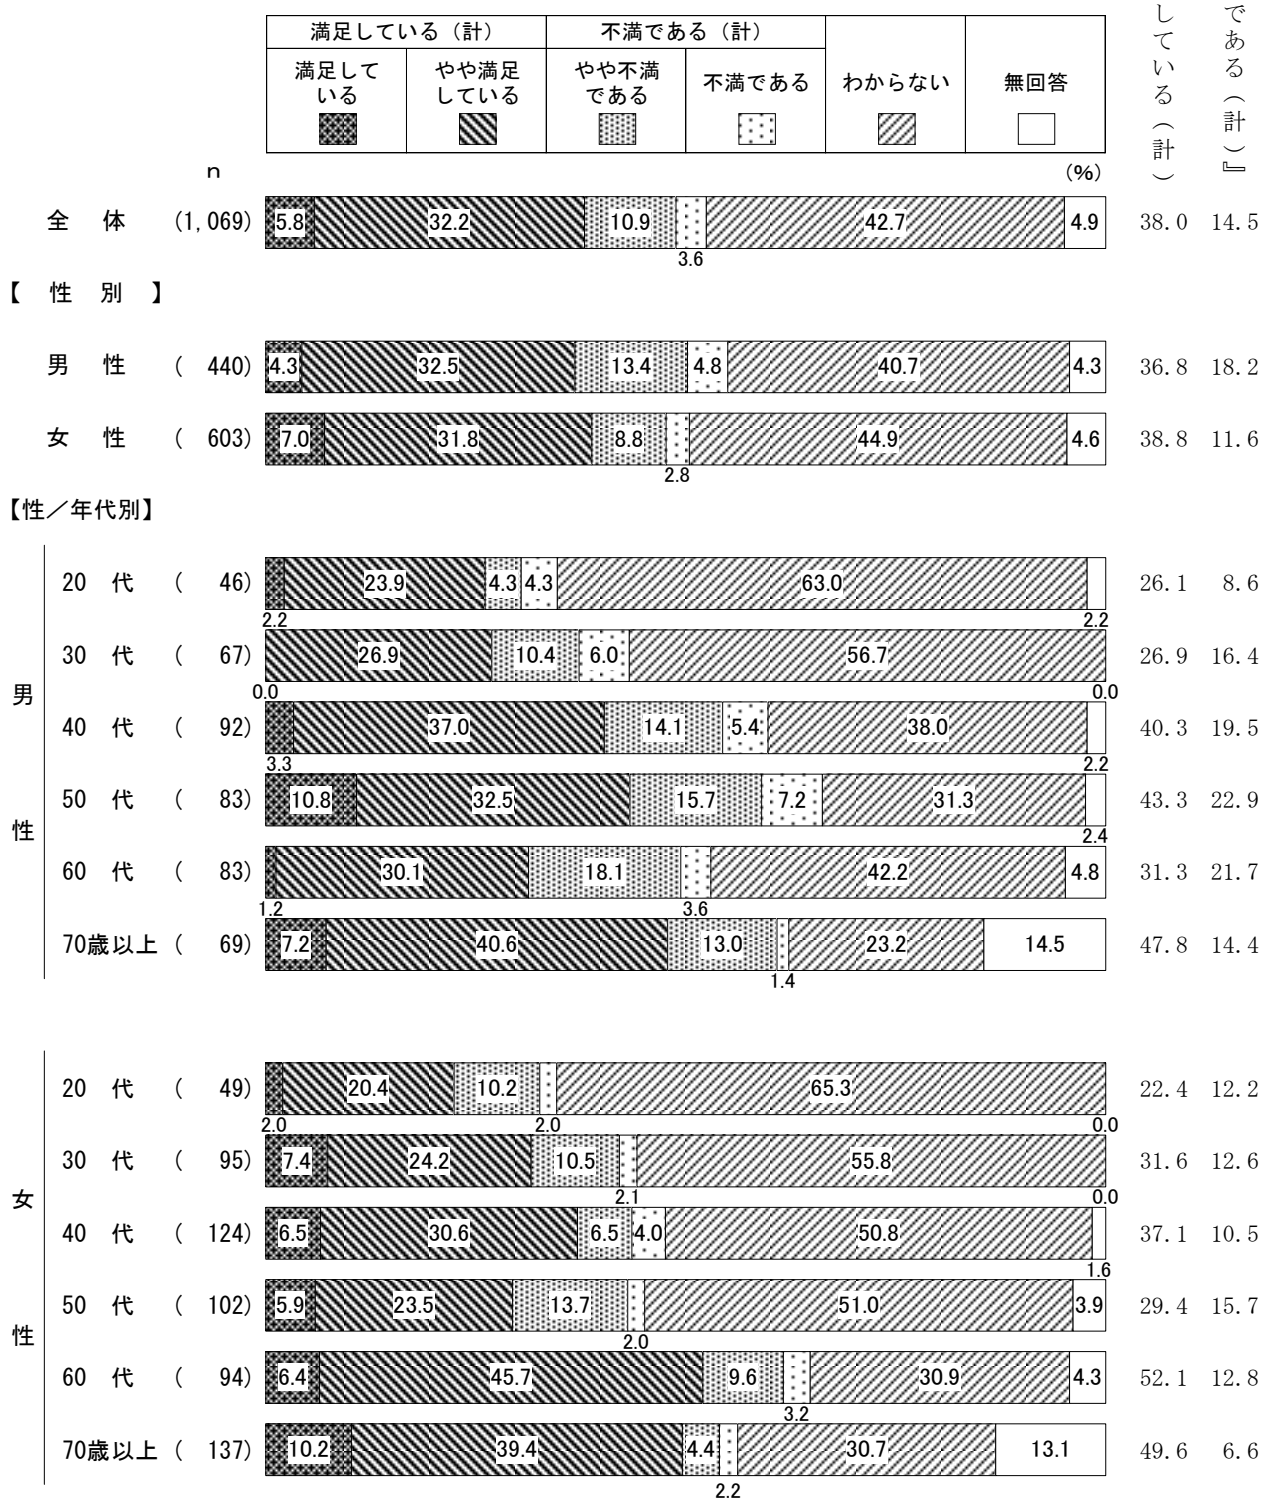 満足している（計） 不満である（計）
満足して
いる
やや満足
している
やや不満
である
不満である
わからない
無回答
している（計）
である（計）』
n (%)
全 体 (1,069) 5.8 32.2 10.9 42.7 4.9 38.0 14.5
3.6
【 性 別 】
男 性 ( 440) 4.3 32.5 13.4 4.8 40.7 4.3 36.8 18.2
女 性 ( 603) 7.0 31.8 8.8 44.9 4.6 38.8 11.6
2.8
【性／年代別】
男性
20 代 ( 46) 23.9 4.3 4.3 63.0 26.1 8.6
2.2 2.2
30 代 ( 67) 26.9 10.4 6.0 56.7 26.9 16.4
0.0 0.0
40 代 ( 92) 37.0 14.1 5.4 38.0 40.3 19.5
3.3 2.2
50 代 ( 83) 10.8 32.5 15.7 7.2 31.3 43.3 22.9
2.4
60 代 ( 83) 30.1 18.1 42.2 4.8 31.3 21.7
1.2 3.6
70歳以上 ( 69) 7.2 40.6 13.0 23.2 14.5 47.8 14.4
1.4
女性
20 代 ( 49) 20.4 10.2 65.3 22.4 12.2
2.0 2.0 0.0
30 代 ( 95) 7.4 24.2 10.5 55.8 31.6 12.6
2.1 0.0
40 代 ( 124) 6.5 30.6 6.5 4.0 50.8 37.1 10.5
1.6
50 代 ( 102) 5.9 23.5 13.7 51.0 3.9 29.4 15.7
2.0
60 代 ( 94) 6.4 45.7 9.6 30.9 4.3 52.1 12.8
3.2
70歳以上 ( 137) 10.2 39.4 4.4 30.7 13.1 49.6 6.6
2.2